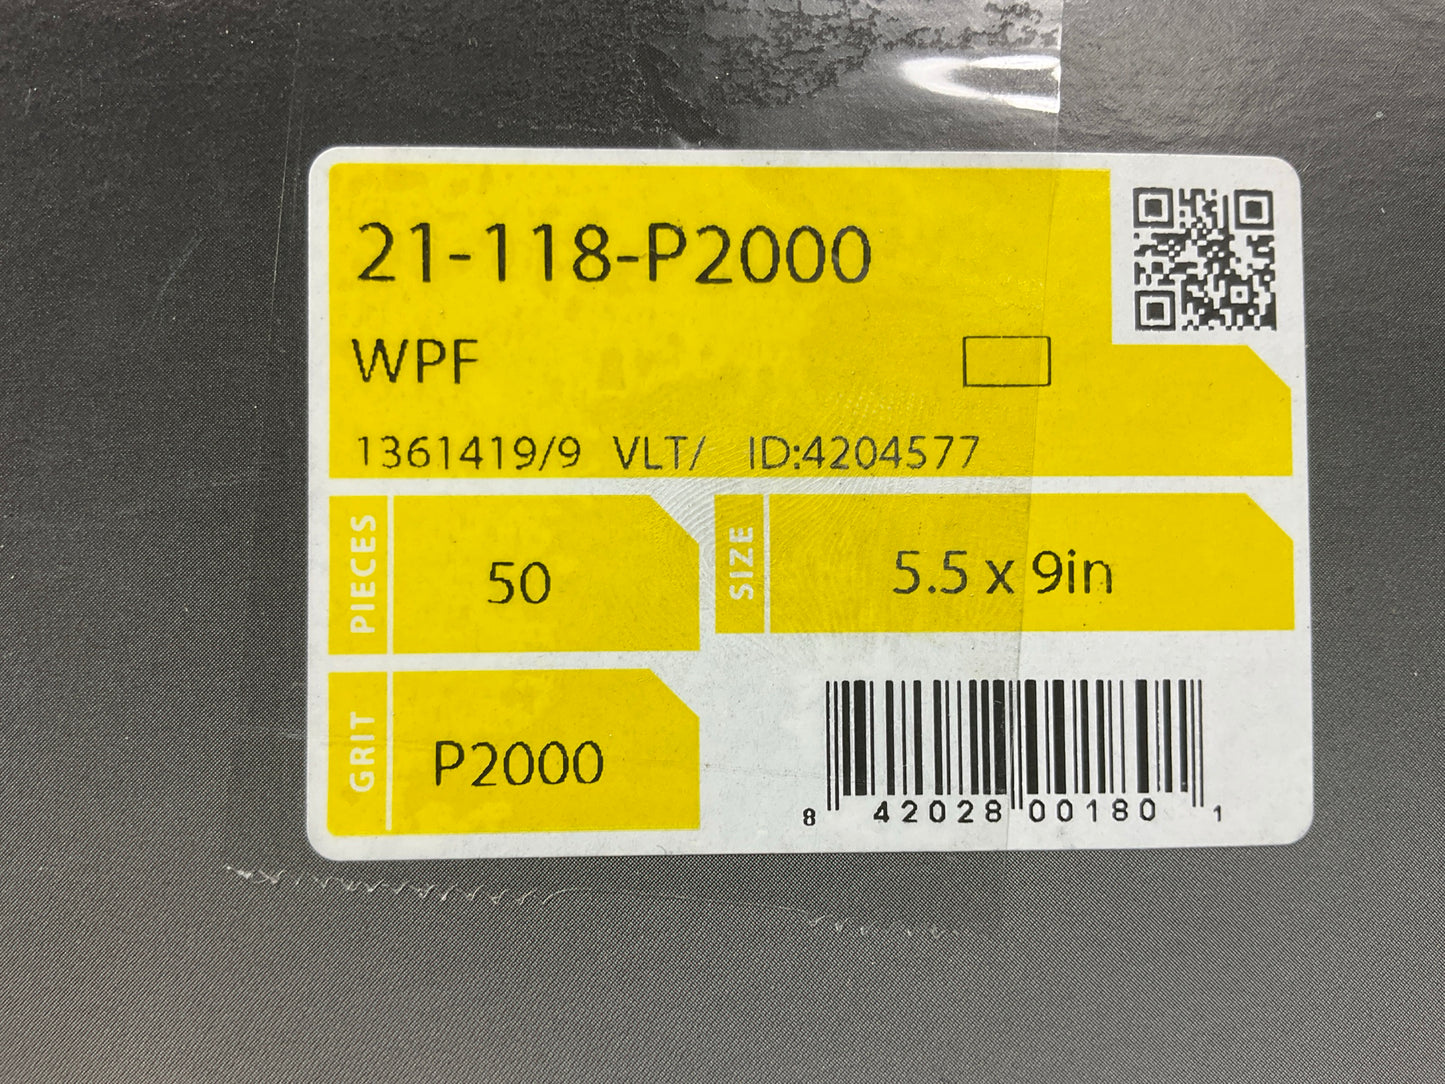 21-118-P2000
WPF
1361419/9 VLT/ ID:4204577
PIECES
50
SIZE
5.5 x 9in
GRIT
P2000
8 42028 00180 1